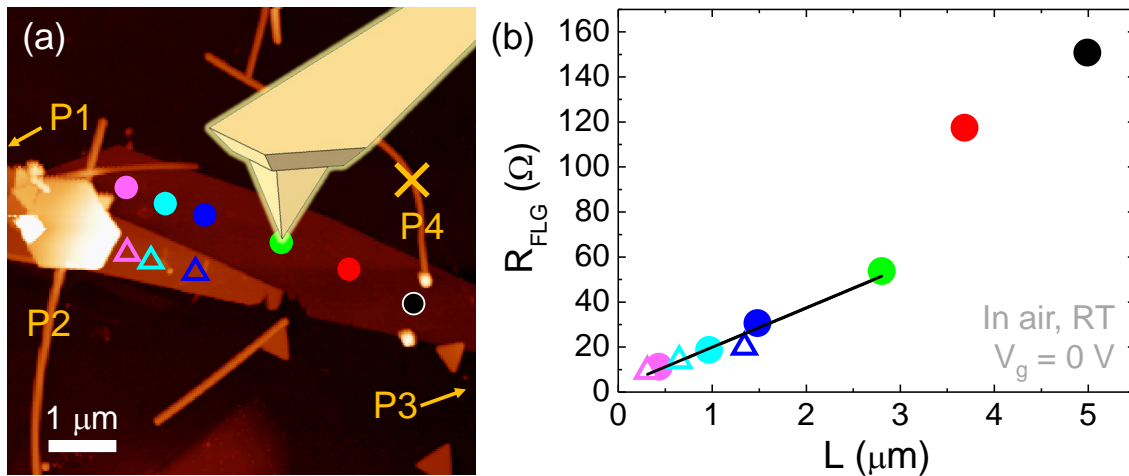 (a)
P1
P4
P2
P3
1 μm
(b)
160
140
120
100
80
60
40
20
0
R_FLG (Ω)
In air, RT
V_g = 0 V
0 1 2 3 4 5
L (μm)